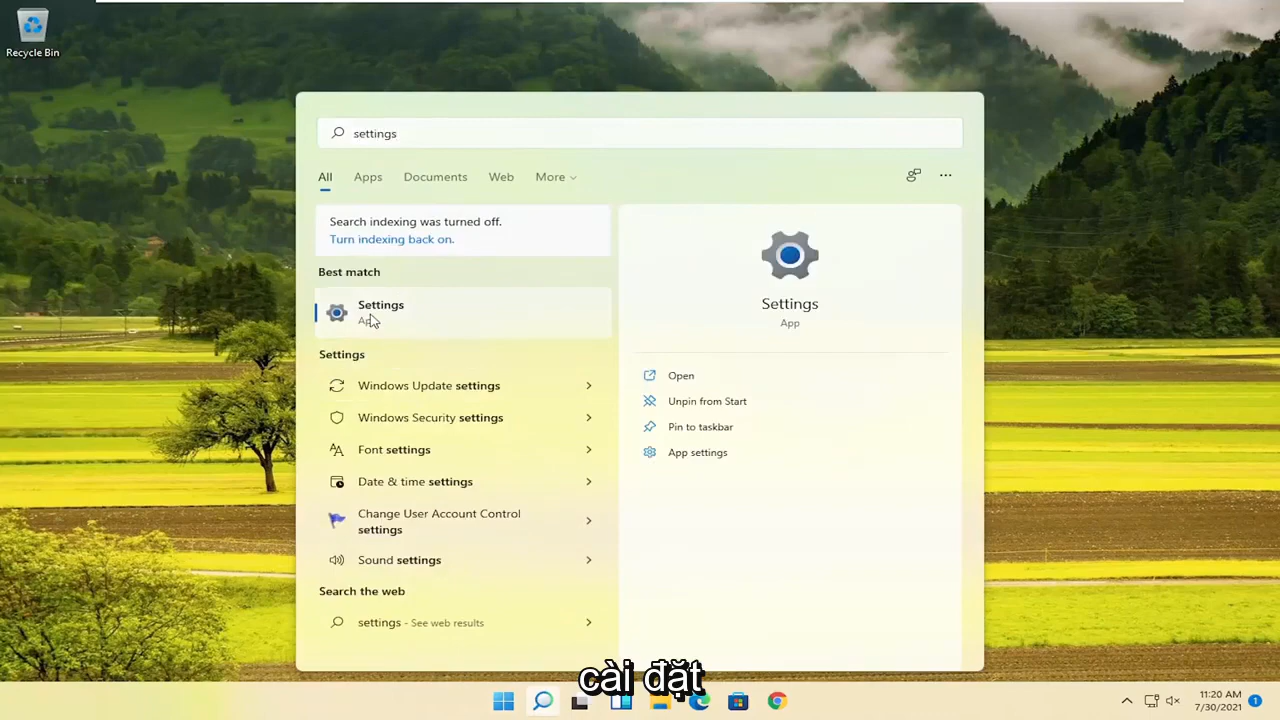 Recycle Bin
settings
All Apps Documents Web More
Search indexing was turned off.
Turn indexing back on.
Best match
Settings
App
Settings
Windows Update settings
Windows Security settings
Font settings
Date & time settings
Change User Account Control
settings
Sound settings
Search the web
settings - See web results
Settings
App
Open
Unpin from Start
Pin to taskbar
App settings
cài đặt
11:20 AM
7/30/2021
1